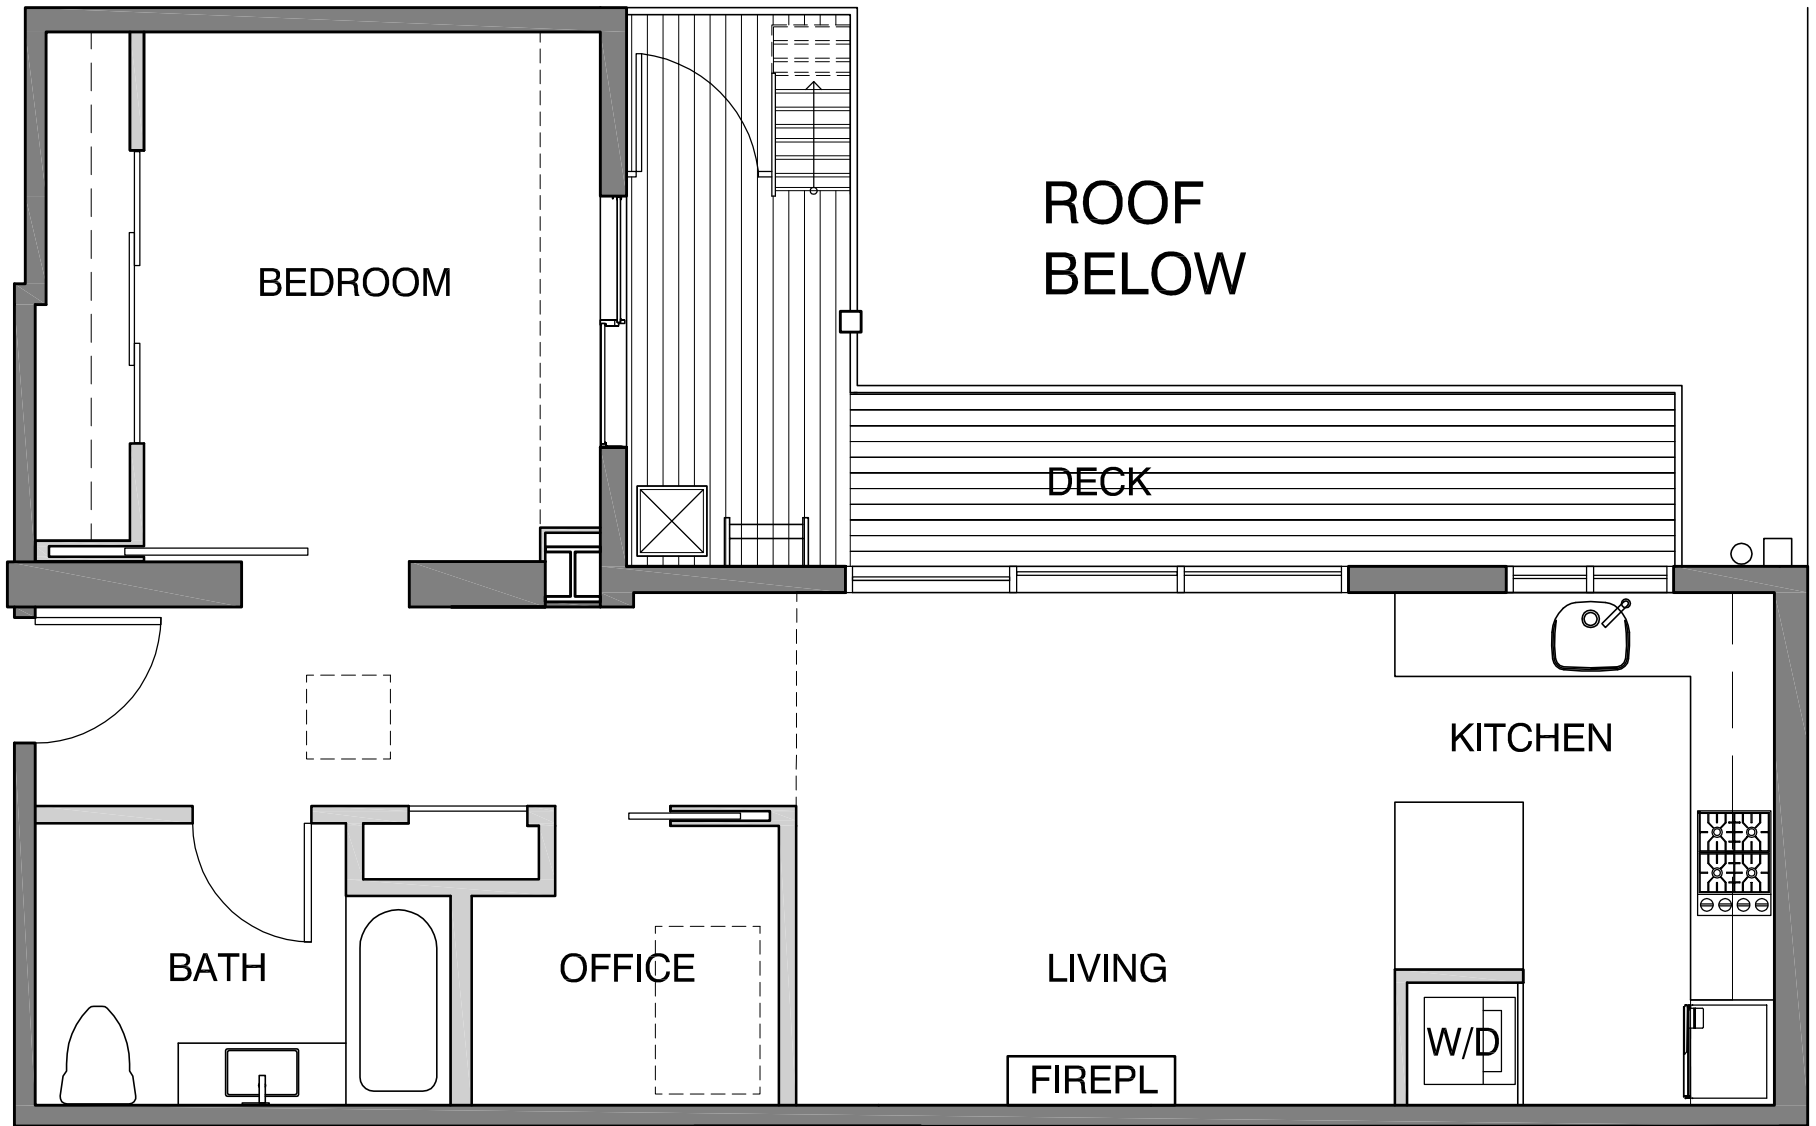 ROOF
BELOW
BEDROOM
DECK
KITCHEN
BATH
OFFICE
LIVING
W/D
FIREPL